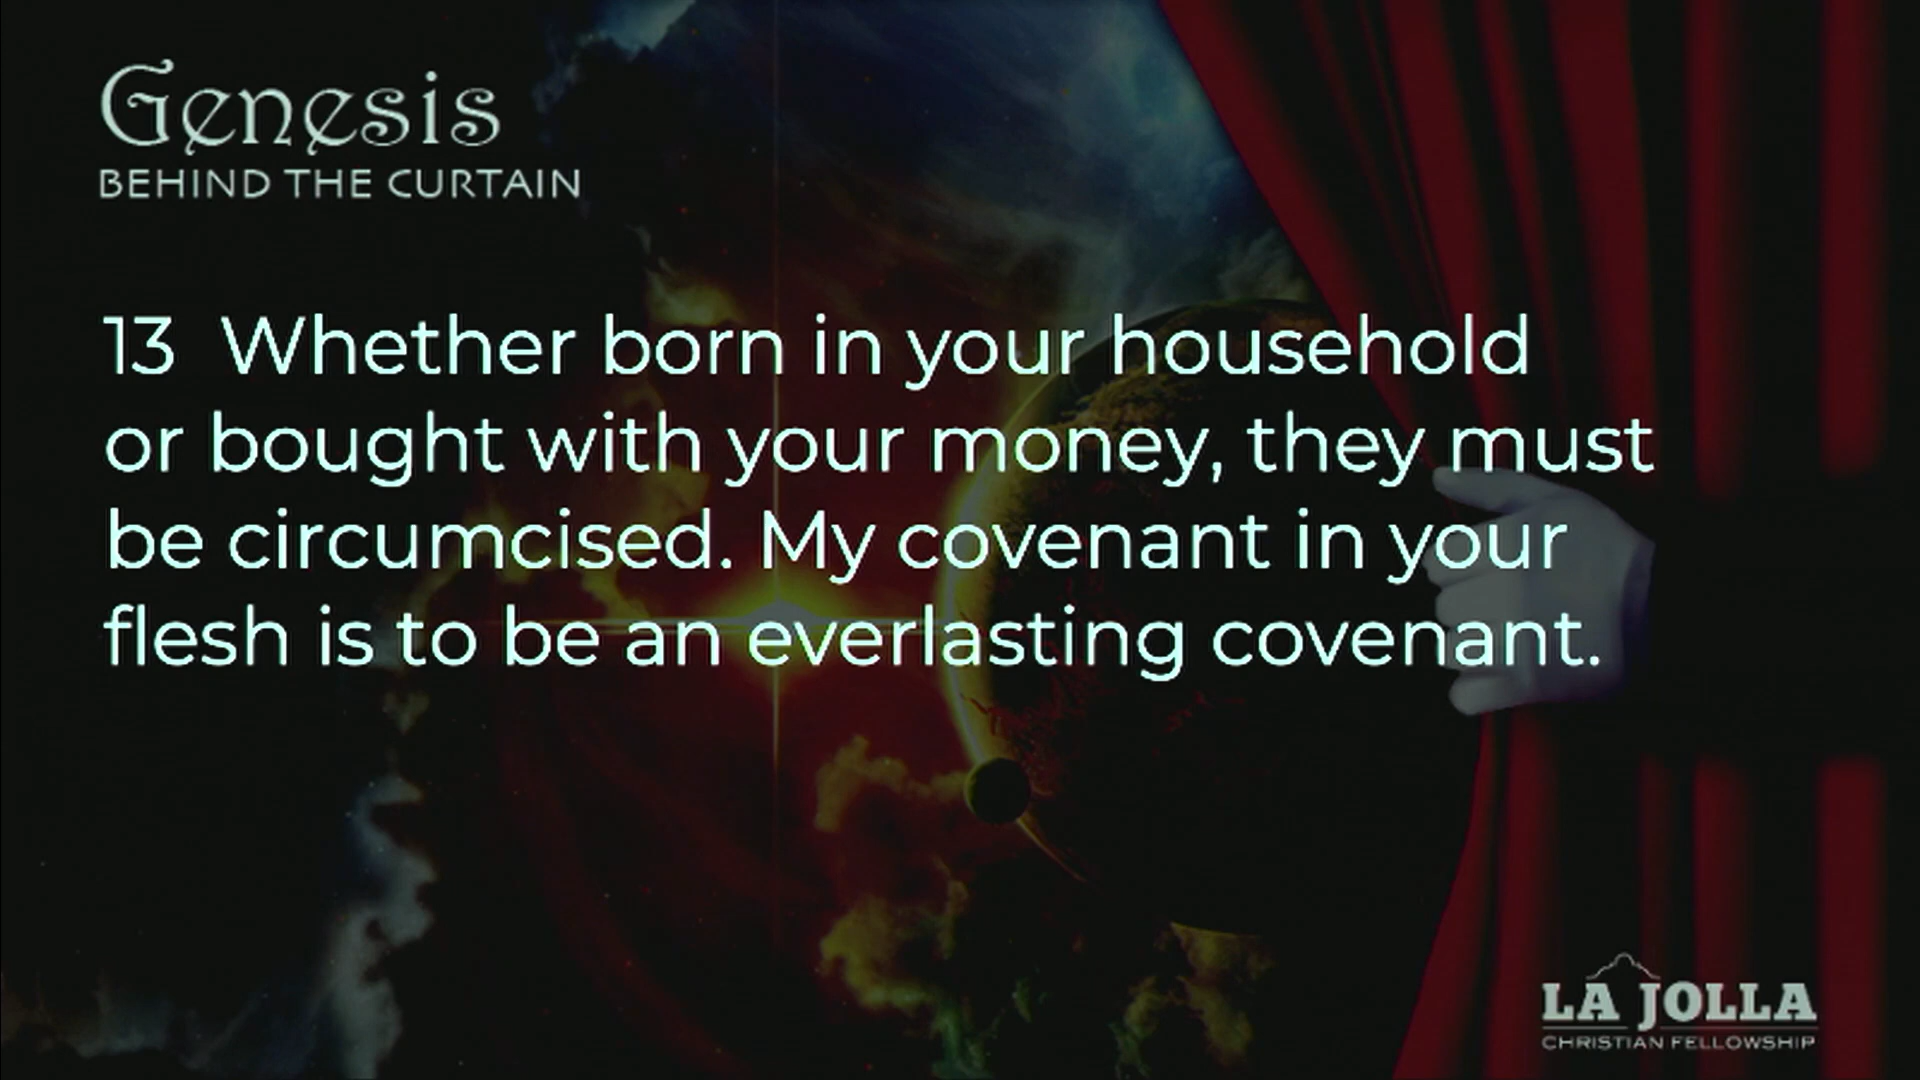 Genesis
BEHIND THE CURTAIN
13 Whether born in your household
or bought with your money, they must
be circumcised. My covenant in your
flesh is to be an everlasting covenant.
LA JOLLA
CHRISTIAN FELLOWSHIP